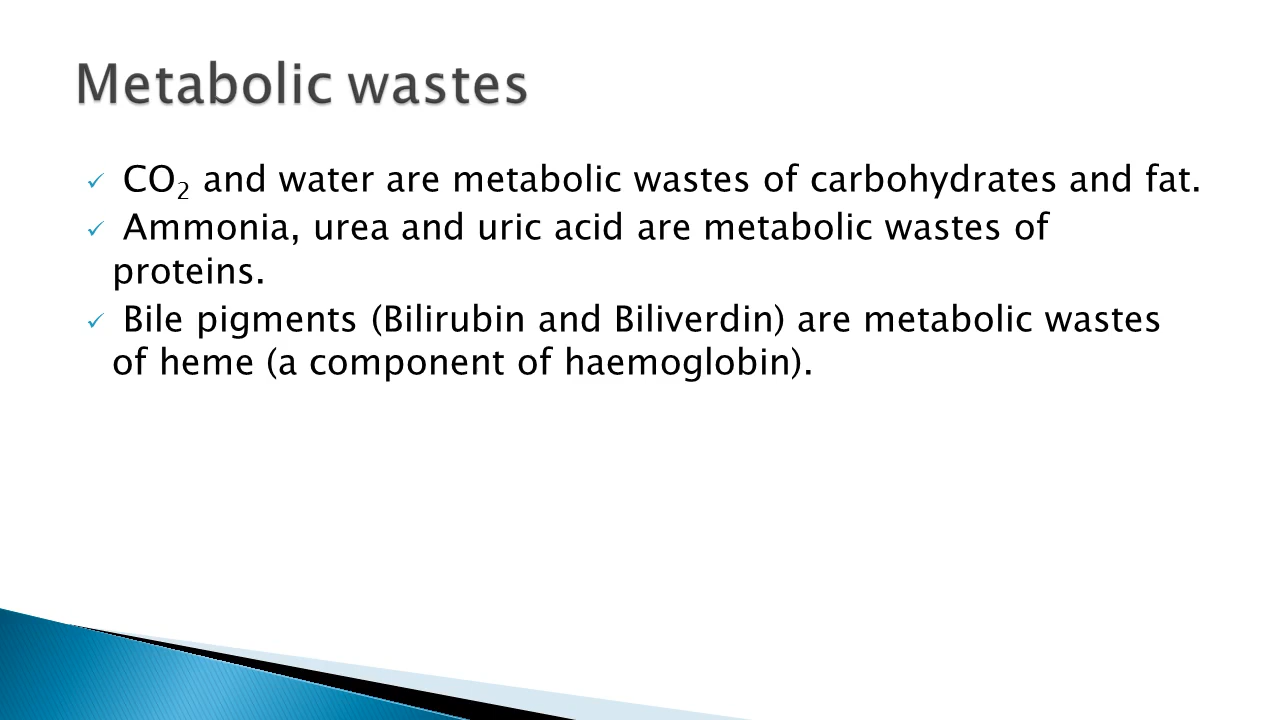 Metabolic wastes
✓ CO₂ and water are metabolic wastes of carbohydrates and fat.
✓ Ammonia, urea and uric acid are metabolic wastes of
proteins.
✓ Bile pigments (Bilirubin and Biliverdin) are metabolic wastes
of heme (a component of haemoglobin).